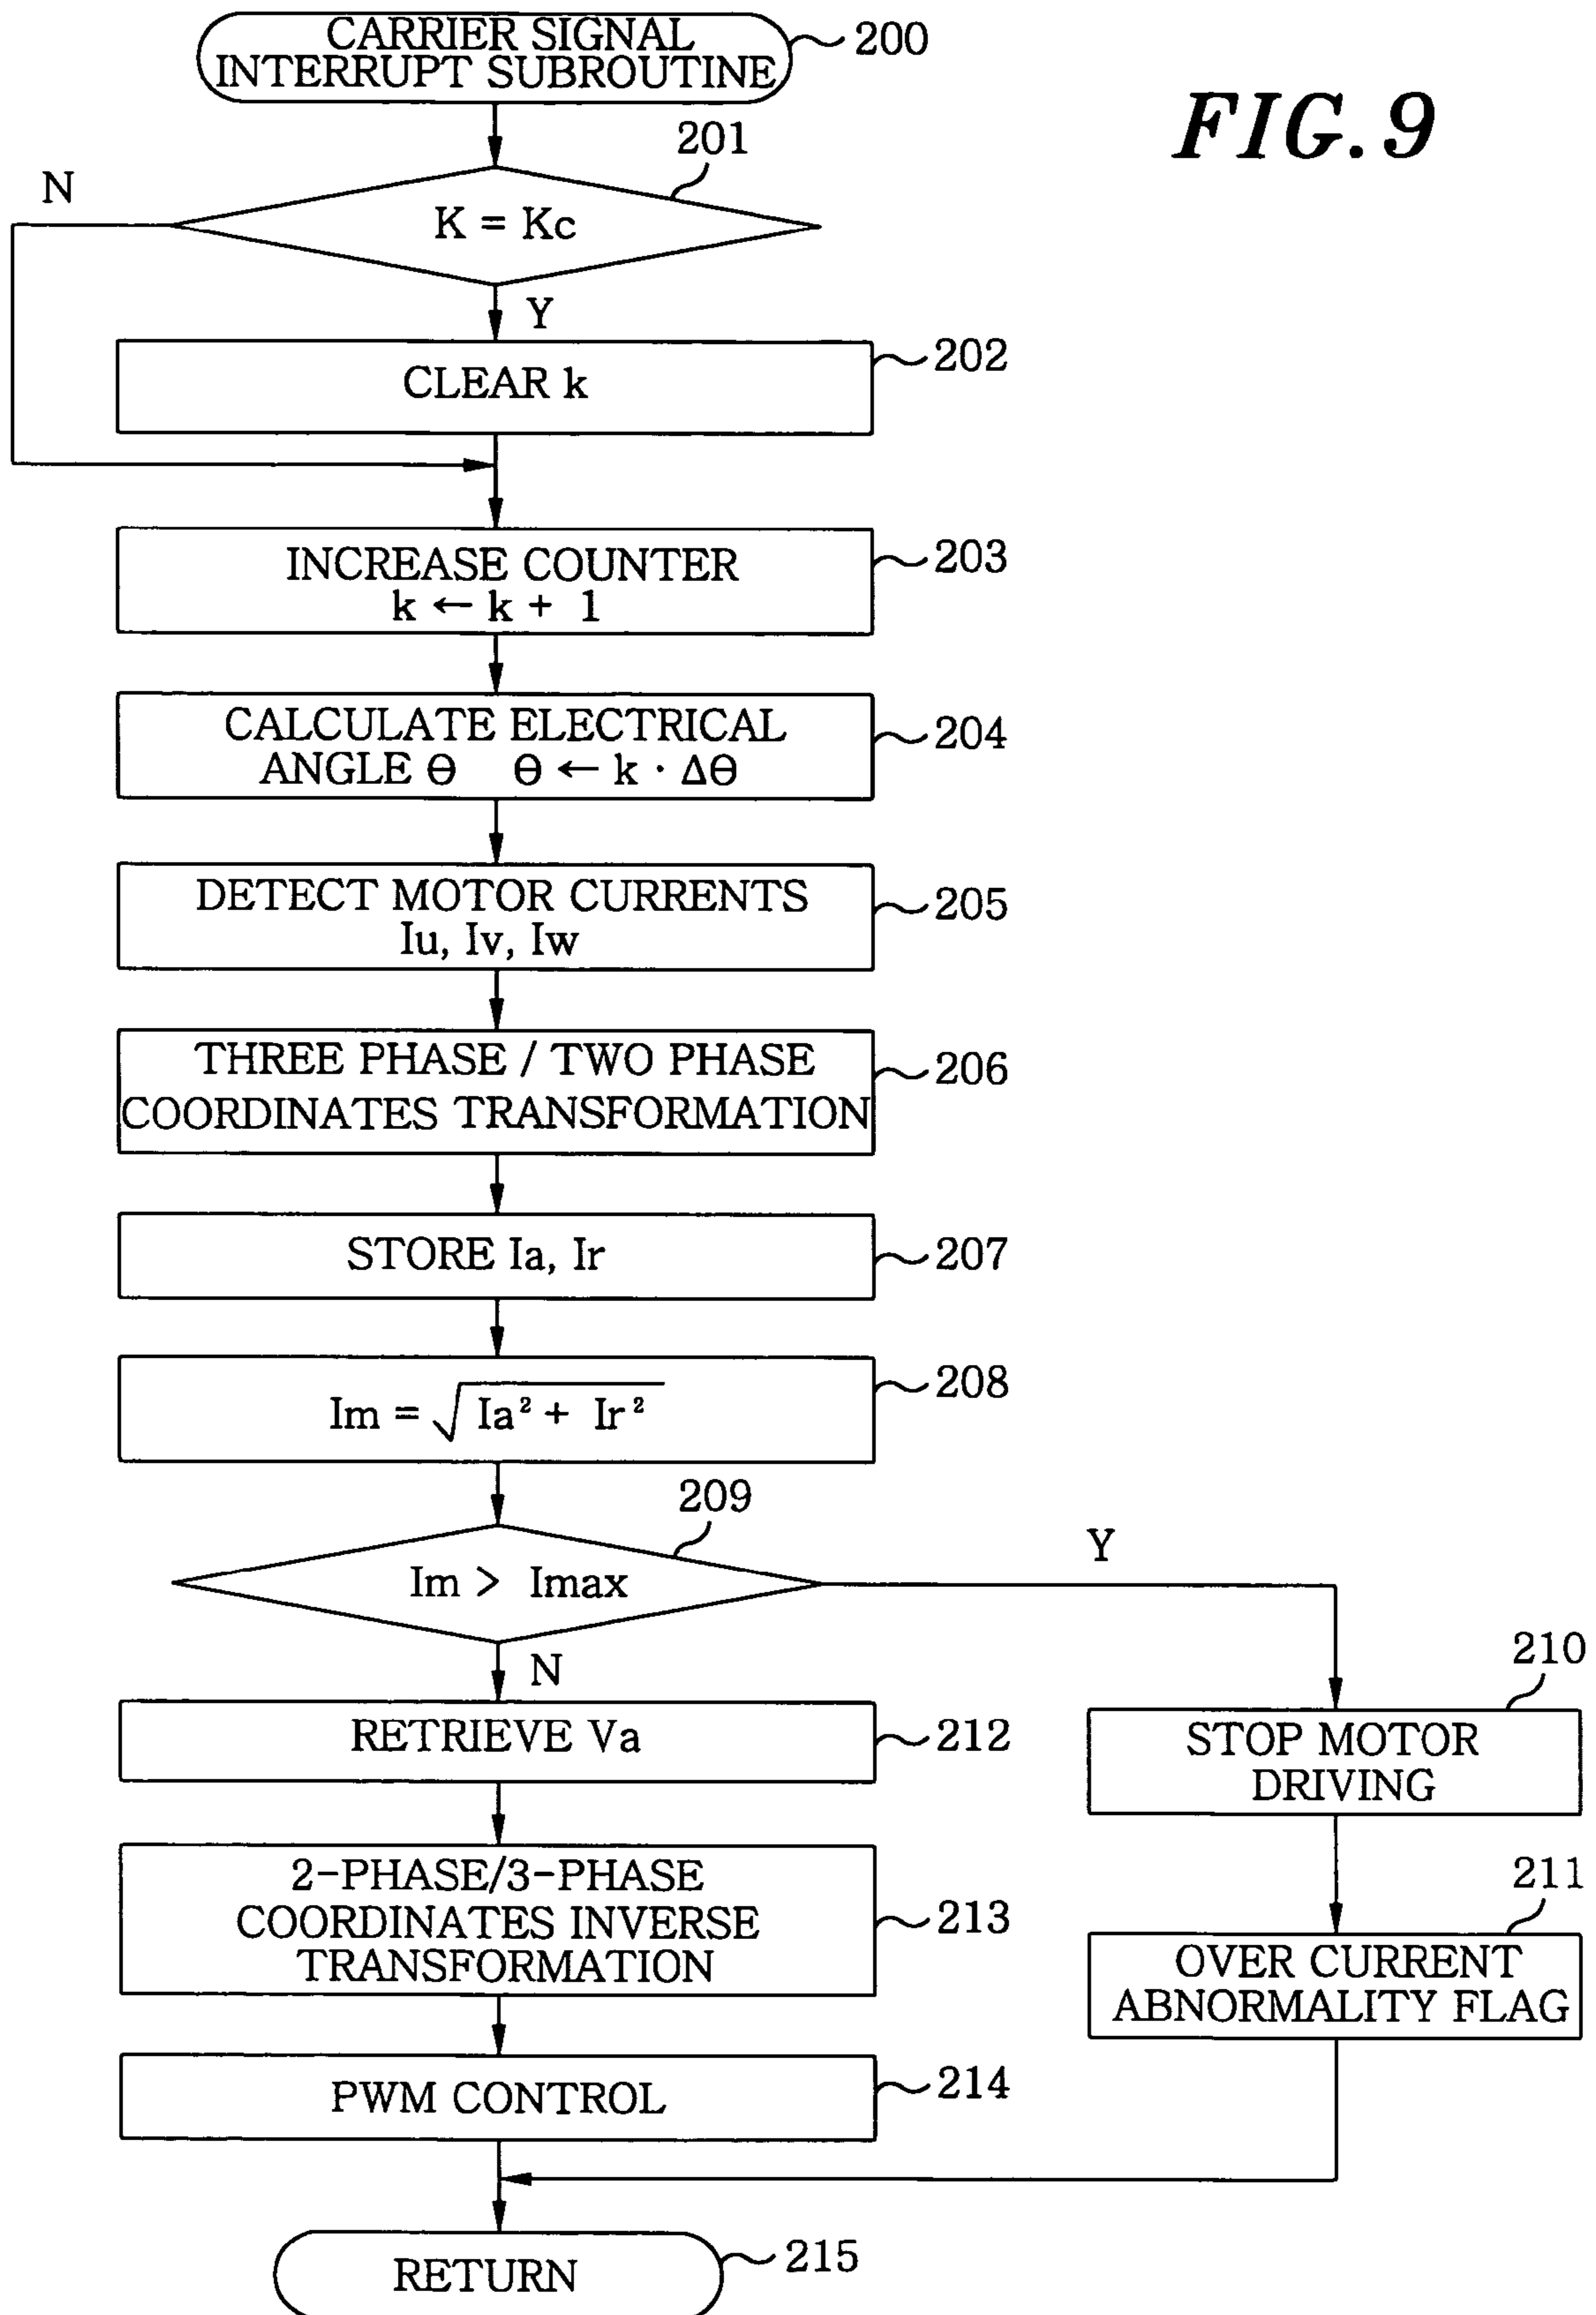 FIG. 9
CARRIER SIGNAL
INTERRUPT SUBROUTINE
200
201
N
K = Kc
Y
CLEAR k
202
INCREASE COUNTER
k ← k + 1
203
CALCULATE ELECTRICAL
ANGLE Θ Θ ← k · ΔΘ
204
DETECT MOTOR CURRENTS
Iu, Iv, Iw
205
THREE PHASE / TWO PHASE
COORDINATES TRANSFORMATION
206
STORE Ia, Ir
207
Im = √Ia² + Ir²
208
209
Im > Imax
Y
N
210
STOP MOTOR
DRIVING
211
OVER CURRENT
ABNORMALITY FLAG
RETRIEVE Va
212
2-PHASE/3-PHASE
COORDINATES INVERSE
TRANSFORMATION
213
PWM CONTROL
214
RETURN
215